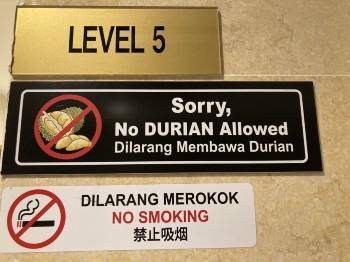 LEVEL 5
Sorry,
No DURIAN Allowed
Dilarang Membawa Durian
DILARANG MEROKOK
NO SMOKING
禁止吸烟